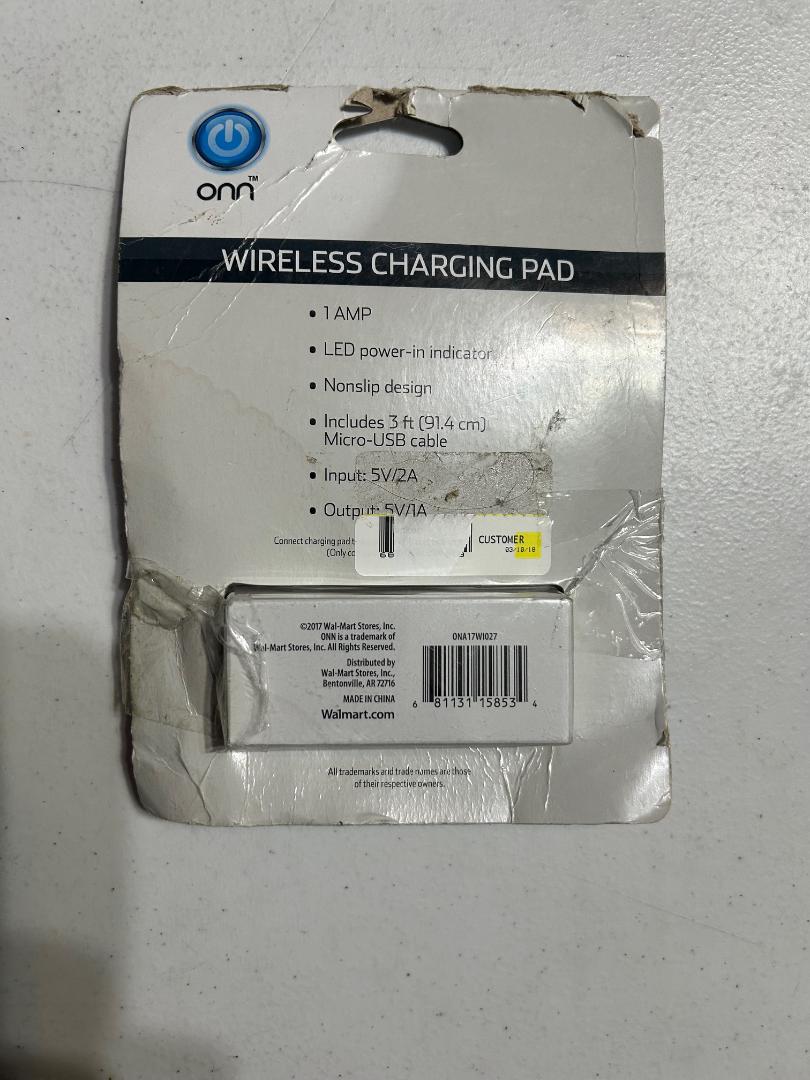 onn™
WIRELESS CHARGING PAD
• 1 AMP
• LED power-in indicator
• Nonslip design
• Includes 3 ft (91.4 cm)
Micro-USB cable
• Input: 5V/2A
• Output: 5V/1A
Connect charging pad
(Only
CUSTOMER
03/10/18
©2017 Wal-Mart Stores, Inc.
ONN is a trademark of
Wal-Mart Stores, Inc. All Rights Reserved.
Distributed by
Wal-Mart Stores, Inc.,
Bentonville, AR 72716
MADE IN CHINA
Walmart.com
ONA17WI027
6 81131 15853 4
All trademarks and trade names are those
of their respective owners.